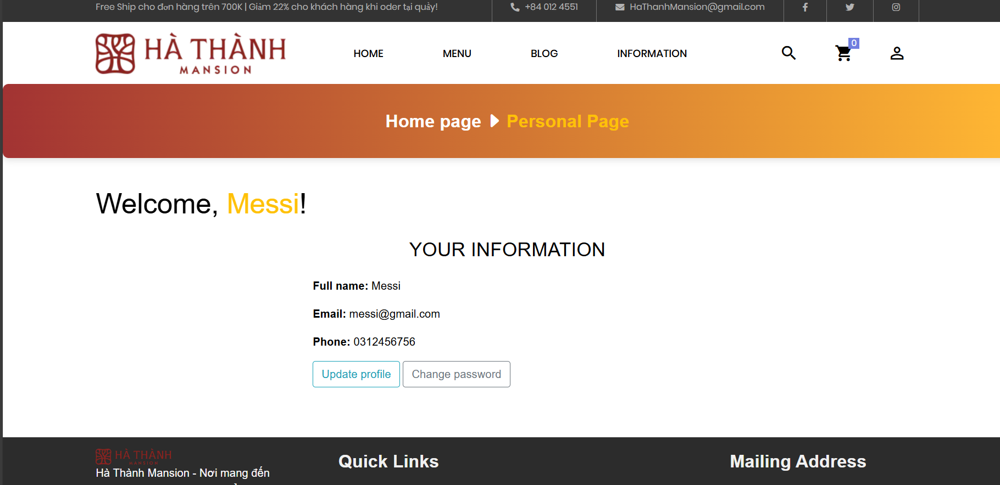 Free Ship cho đơn hàng trên 700K | Giảm 22% cho khách hàng khi oder tại quầy!
+84 012 4551
HaThanhMansion@gmail.com
HÀ THÀNH
MANSION
HOME
MENU
BLOG
INFORMATION
0
Home page
Personal Page
Welcome, Messi!
YOUR INFORMATION
Full name: Messi
Email: messi@gmail.com
Phone: 0312456756
Update profile
Change password
HÀ THÀNH
MANSION
Hà Thành Mansion - Nơi mang đến
Quick Links
Mailing Address